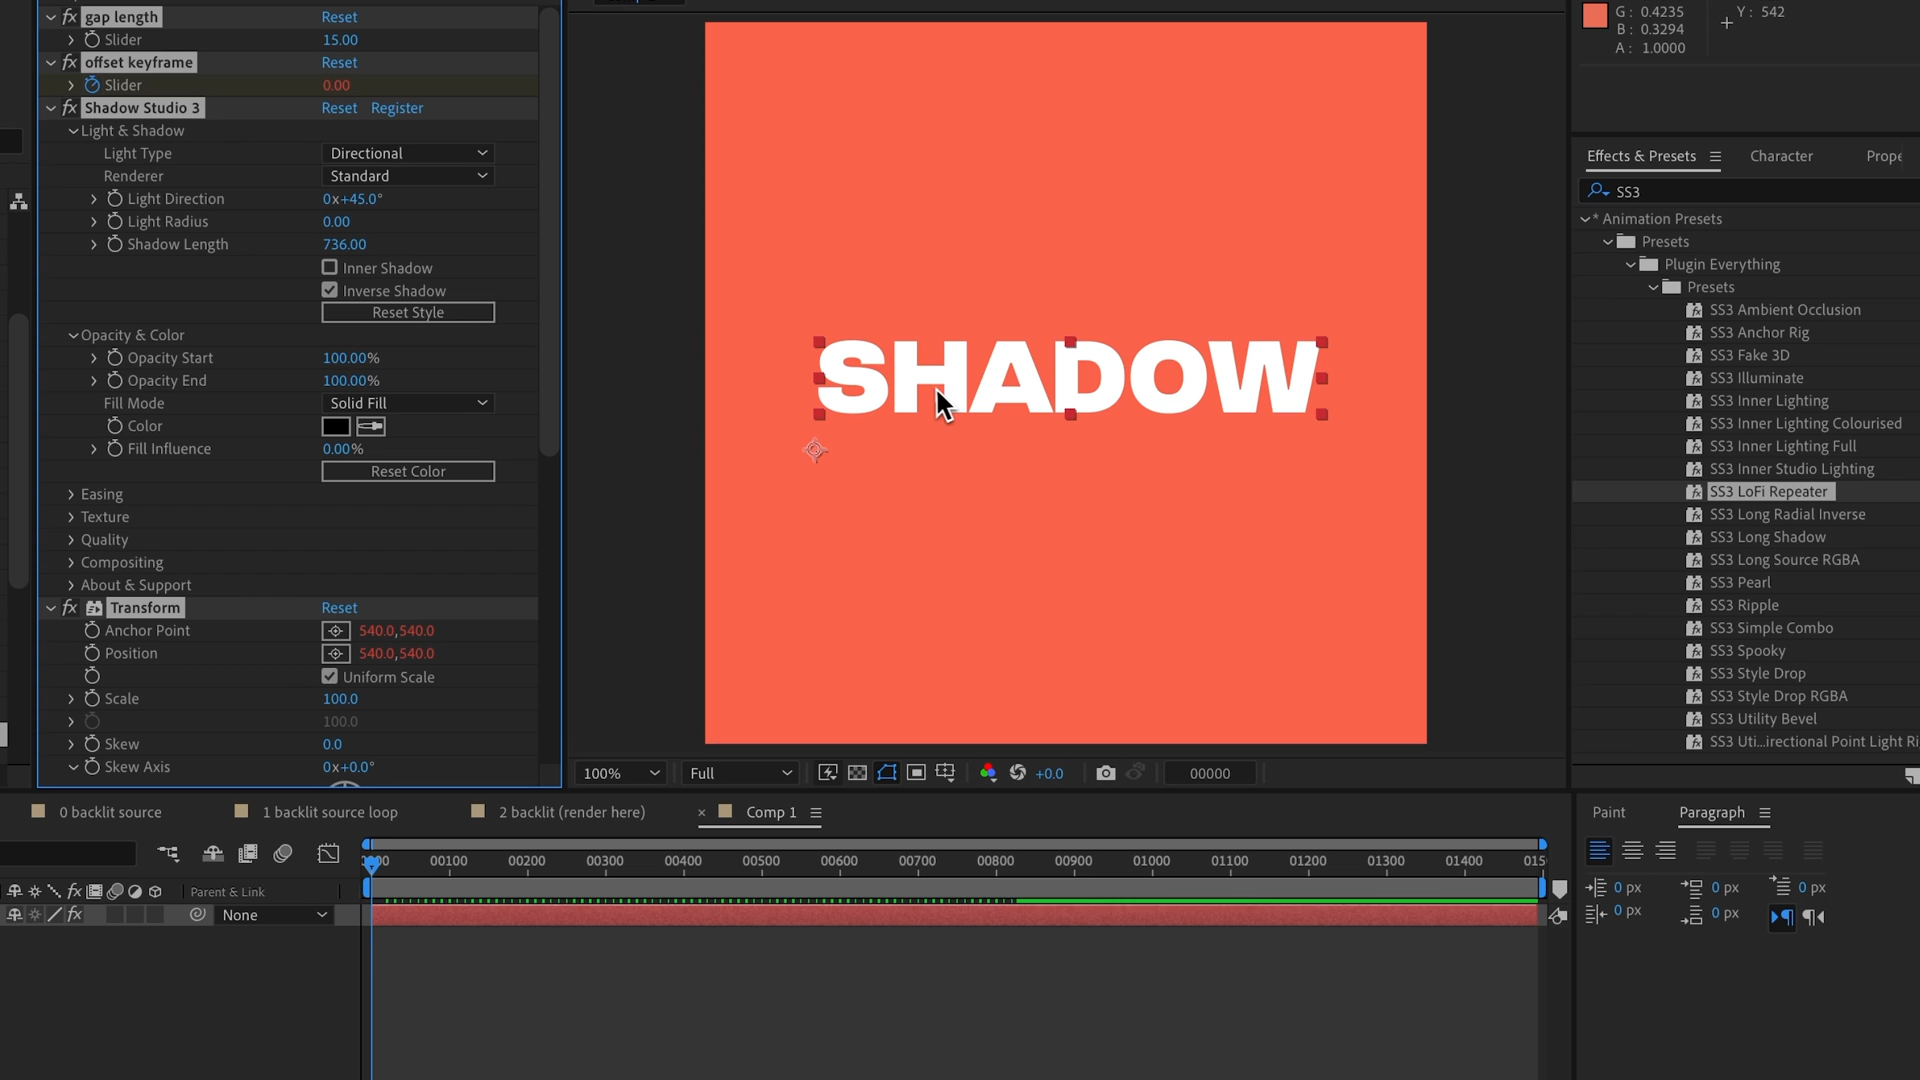 gap length Reset
Slider 15.00
offset keyframe Reset
Slider 0.00
Shadow Studio 3 Reset Register
Light & Shadow
Light Type Directional
Renderer Standard
Light Direction 0x+45.0°
Light Radius 0.00
Shadow Length 736.00
Inner Shadow
Inverse Shadow
Reset Style
Opacity & Color
Opacity Start 100.00%
Opacity End 100.00%
Fill Mode Solid Fill
Color
Fill Influence 0.00%
Reset Color
Easing
Texture
Quality
Compositing
About & Support
Transform Reset
Anchor Point 540.0,540.0
Position 540.0,540.0
Uniform Scale
Scale 100.0
100.0
Skew 0.0
Skew Axis 0x+0.0°
SHADOW
100% Full +0.0 00000
G: 0.4235
B: 0.3294
A: 1.0000
Y: 542
Effects & Presets Character Prope
SS3
* Animation Presets
Presets
Plugin Everything
Presets
SS3 Ambient Occlusion
SS3 Anchor Rig
SS3 Fake 3D
SS3 Illuminate
SS3 Inner Lighting
SS3 Inner Lighting Colourised
SS3 Inner Lighting Full
SS3 Inner Studio Lighting
SS3 LoFi Repeater
SS3 Long Radial Inverse
SS3 Long Shadow
SS3 Long Source RGBA
SS3 Pearl
SS3 Ripple
SS3 Simple Combo
SS3 Spooky
SS3 Style Drop
SS3 Style Drop RGBA
SS3 Utility Bevel
SS3 Uti...irectional Point Light Ri
0 backlit source 1 backlit source loop 2 backlit (render here) × Comp 1
00100 00200 00300 00400 00500 00600 00700 00800 00900 01000 01100 01200 01300 01400 015
Parent & Link
None
Paint Paragraph
0 px 0 px 0 px
0 px 0 px